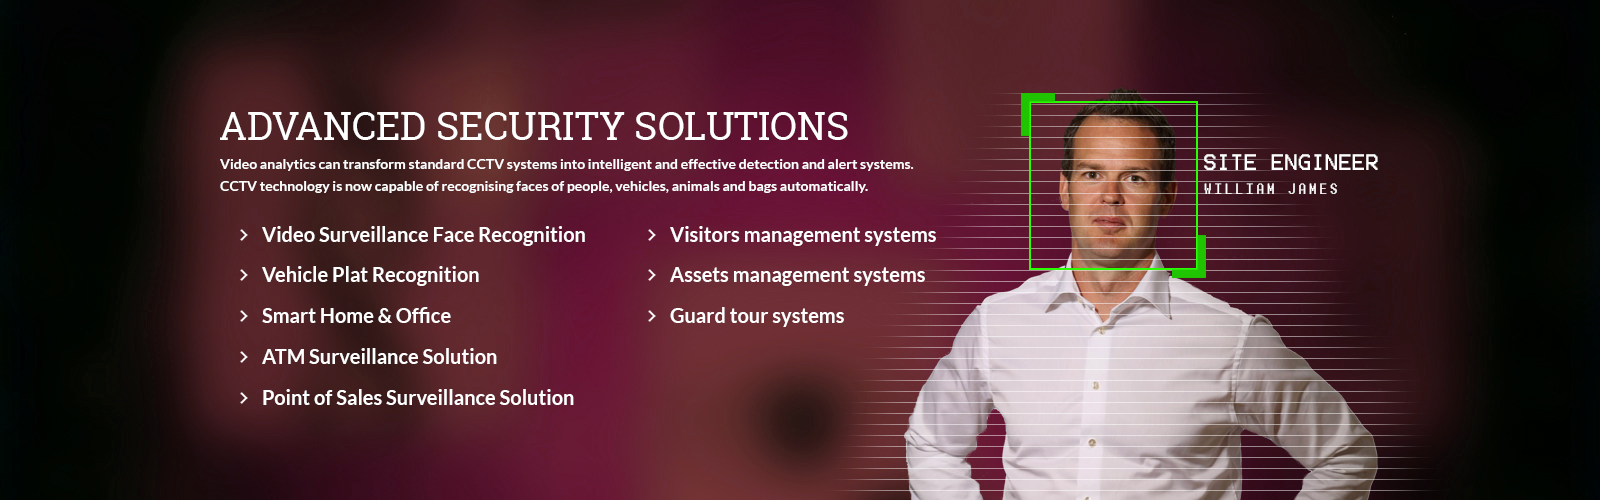 ADVANCED SECURITY SOLUTIONS
Video analytics can transform standard CCTV systems into intelligent and effective detection and alert systems.
CCTV technology is now capable of recognising faces of people, vehicles, animals and bags automatically.
Video Surveillance Face Recognition
Vehicle Plat Recognition
Smart Home & Office
ATM Surveillance Solution
Point of Sales Surveillance Solution
Visitors management systems
Assets management systems
Guard tour systems
SITE ENGINEER
WILLIAM JAMES